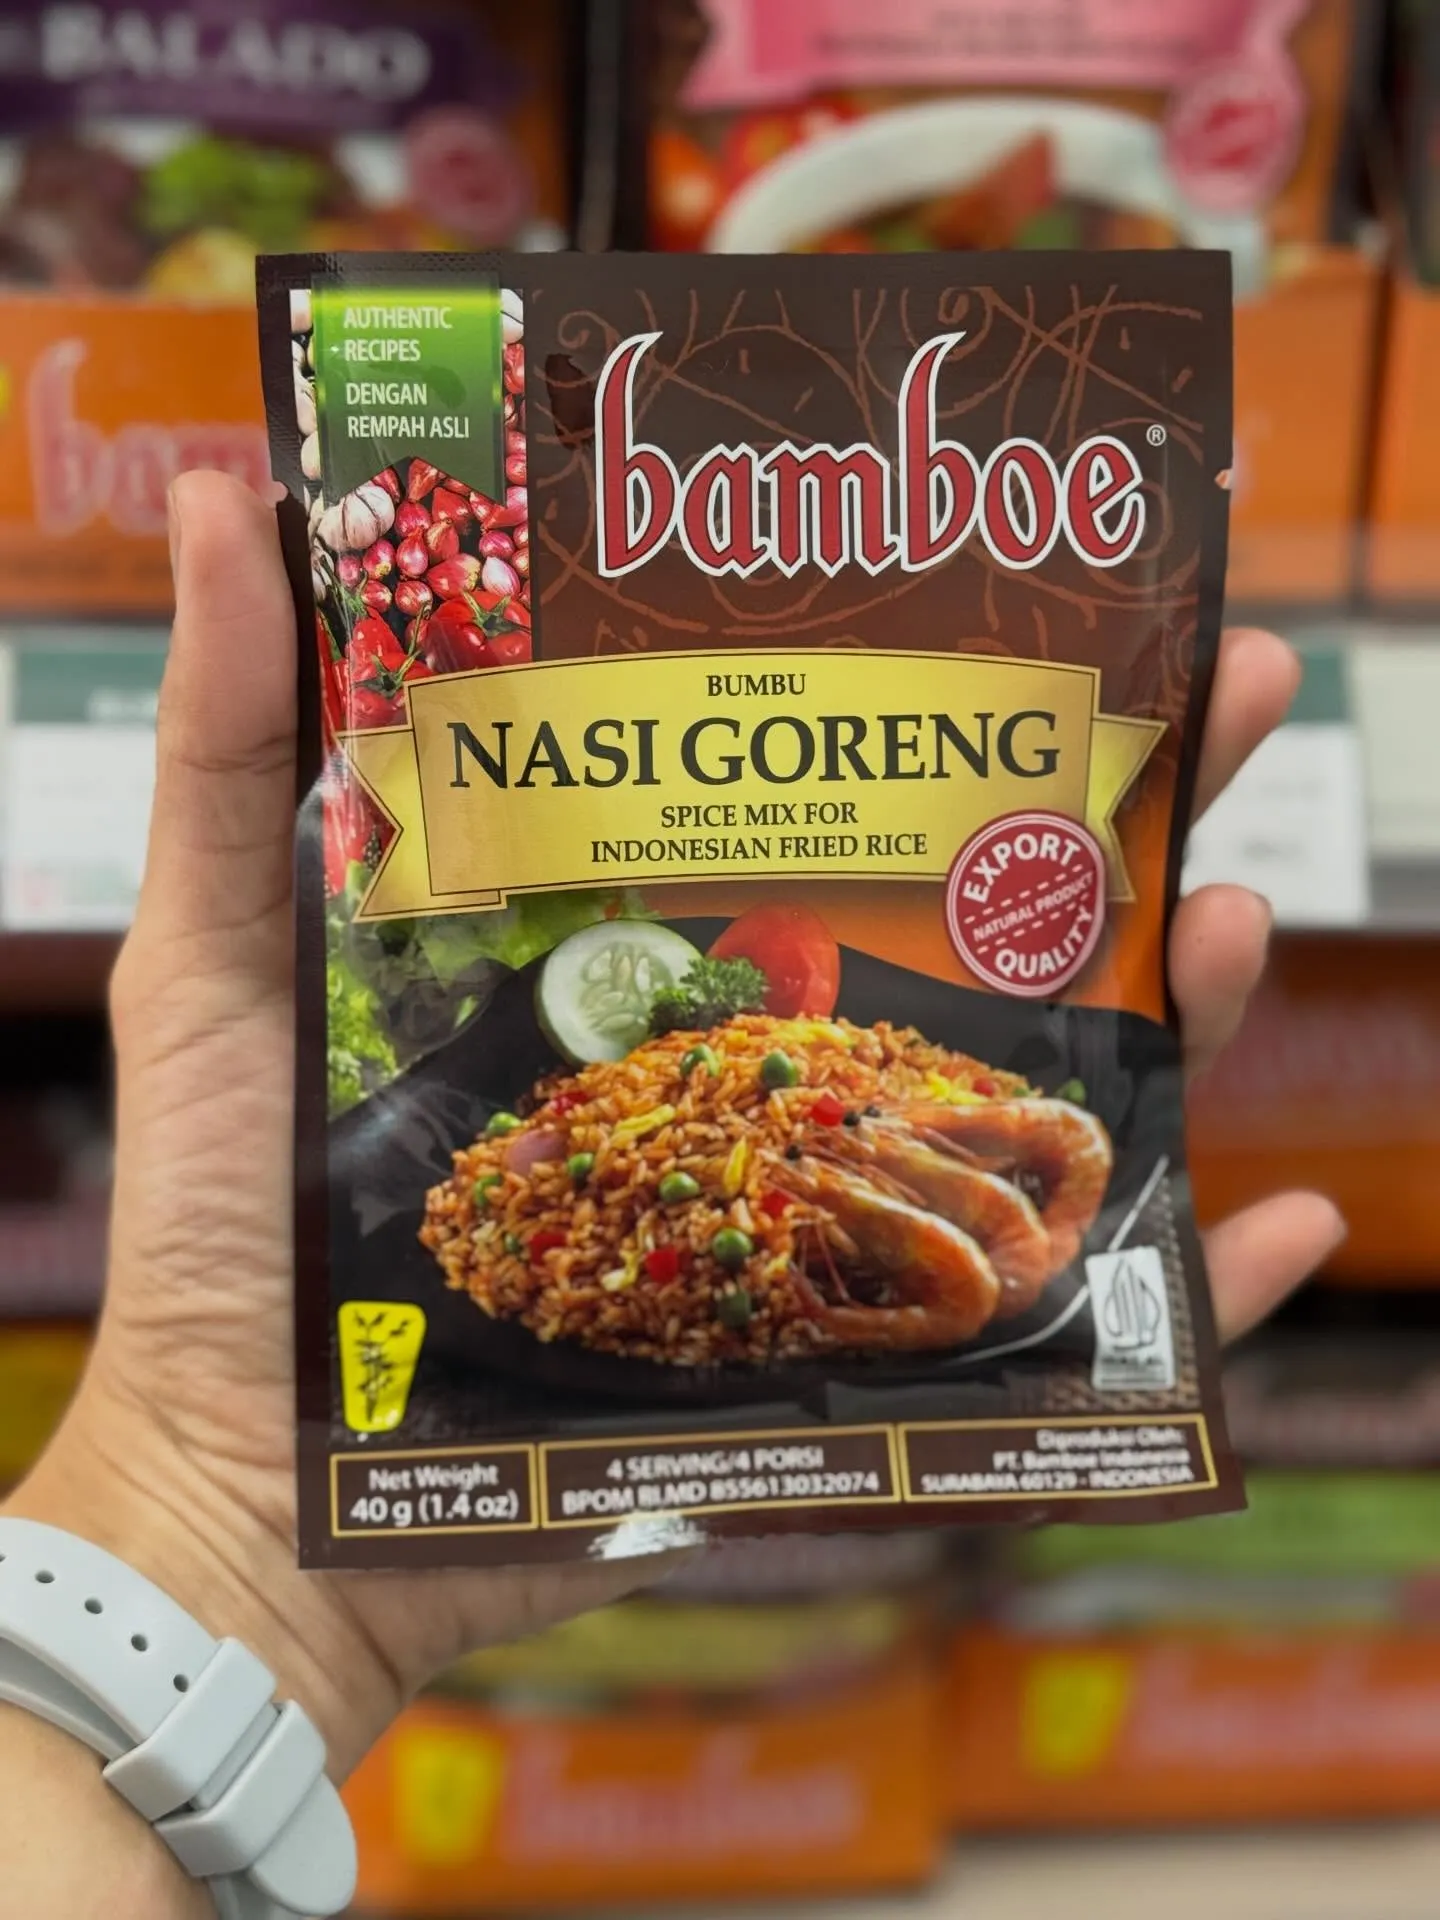 BALADO
AUTHENTIC
RECIPES
DENGAN
REMPAH ASLI
bamboe®
BUMBU
NASI GORENG
SPICE MIX FOR
INDONESIAN FRIED RICE
EXPORT
NATURAL PRODUCT
QUALITY
HALAL
Net Weight
40 g (1.4 oz)
4 SERVING/4 PORSI
BPOM RI MD 855613032074
Diproduksi Oleh:
PT. Bamboe Indonesia
SURABAYA 60129 - INDONESIA